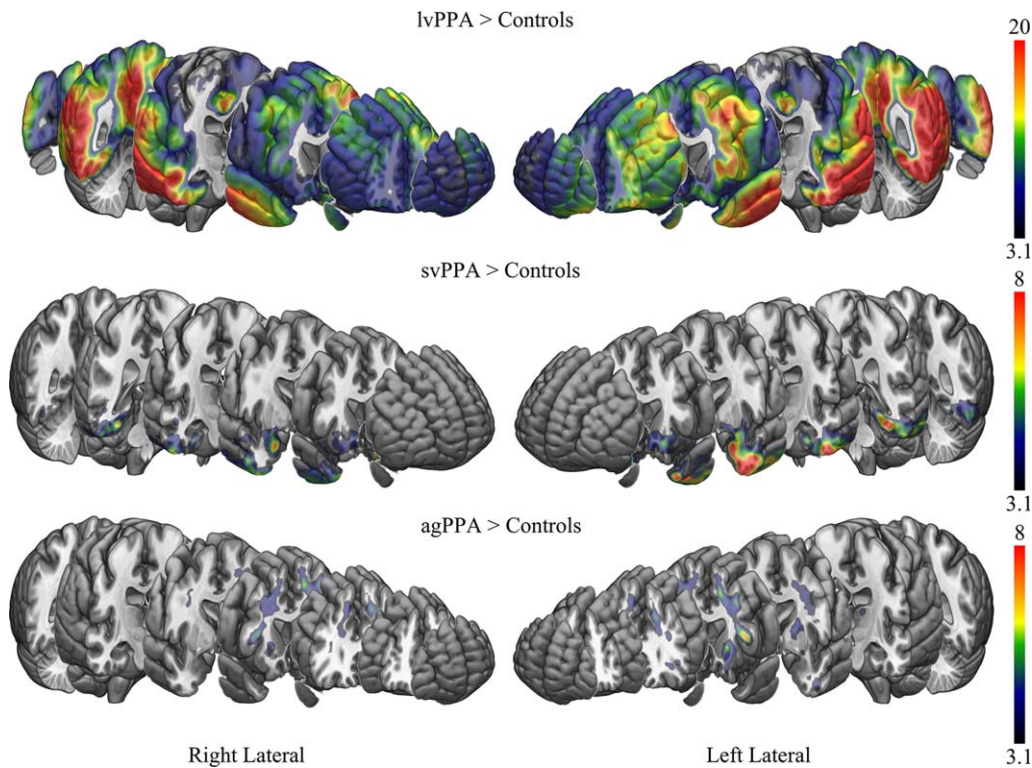 lvPPA > Controls
20
3.1
svPPA > Controls
8
3.1
agPPA > Controls
8
3.1
Right Lateral
Left Lateral